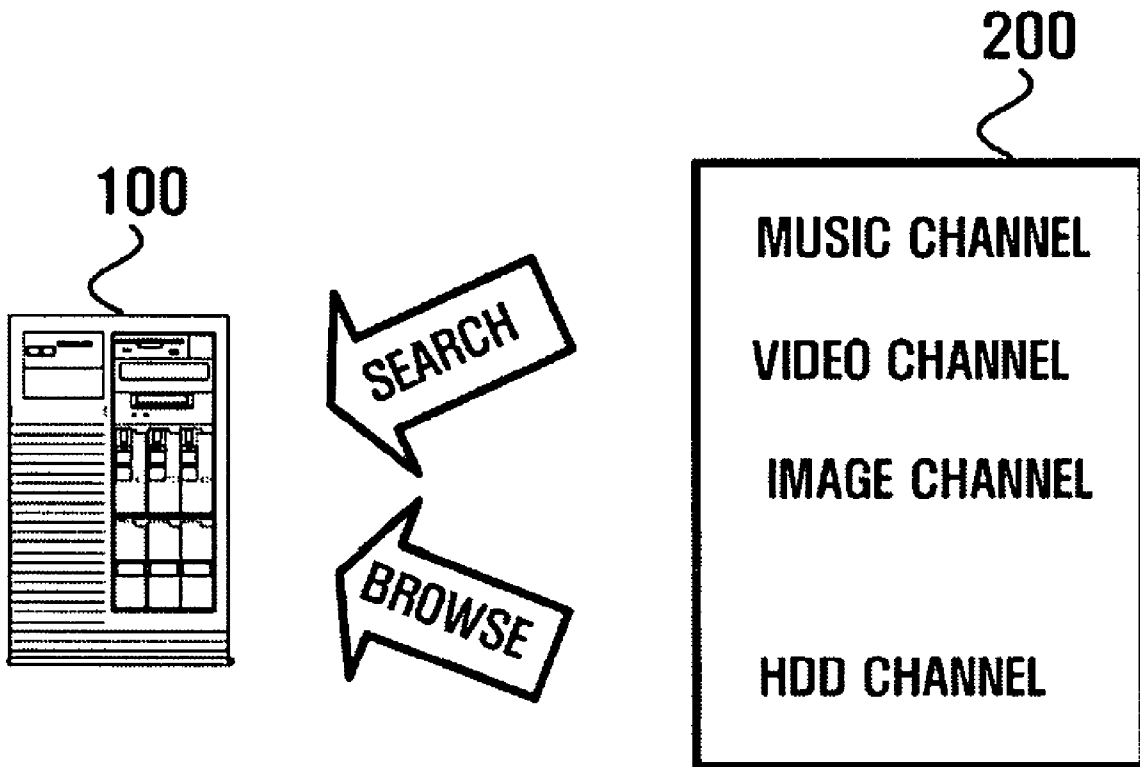 200
100
MUSIC CHANNEL
SEARCH
VIDEO CHANNEL
IMAGE CHANNEL
BROWSE
HDD CHANNEL